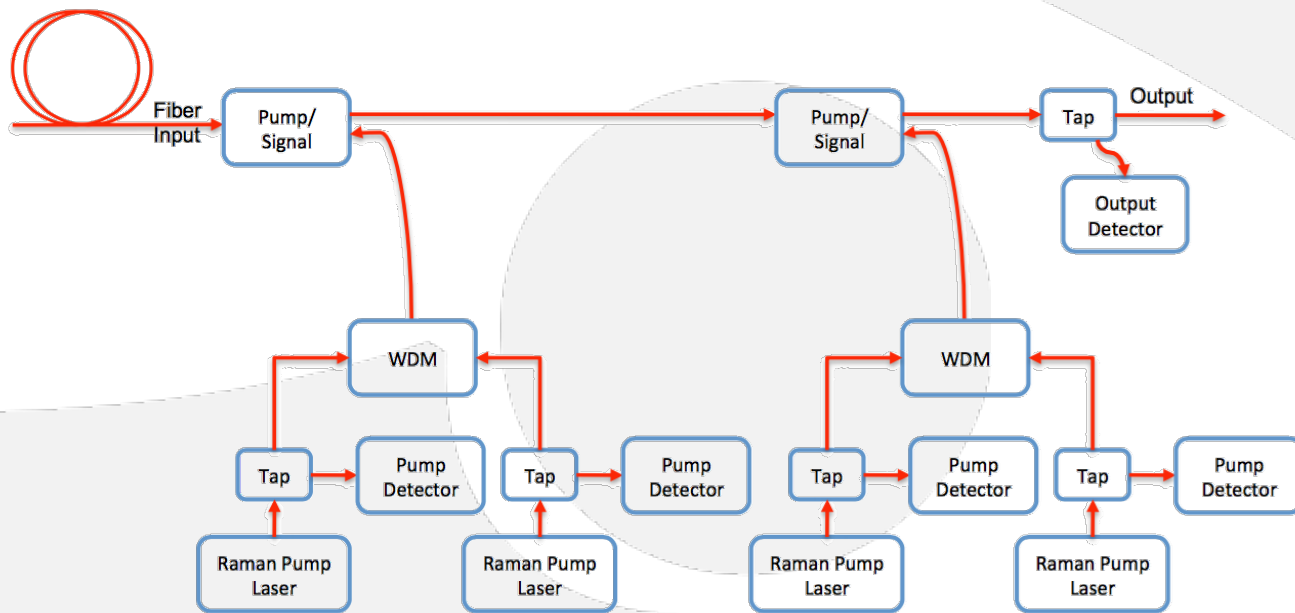 Fiber
Input
Pump/
Signal
Pump/
Signal
Tap
Output
Output
Detector
WDM
WDM
Tap
Pump
Detector
Tap
Pump
Detector
Tap
Pump
Detector
Tap
Pump
Detector
Raman Pump
Laser
Raman Pump
Laser
Raman Pump
Laser
Raman Pump
Laser